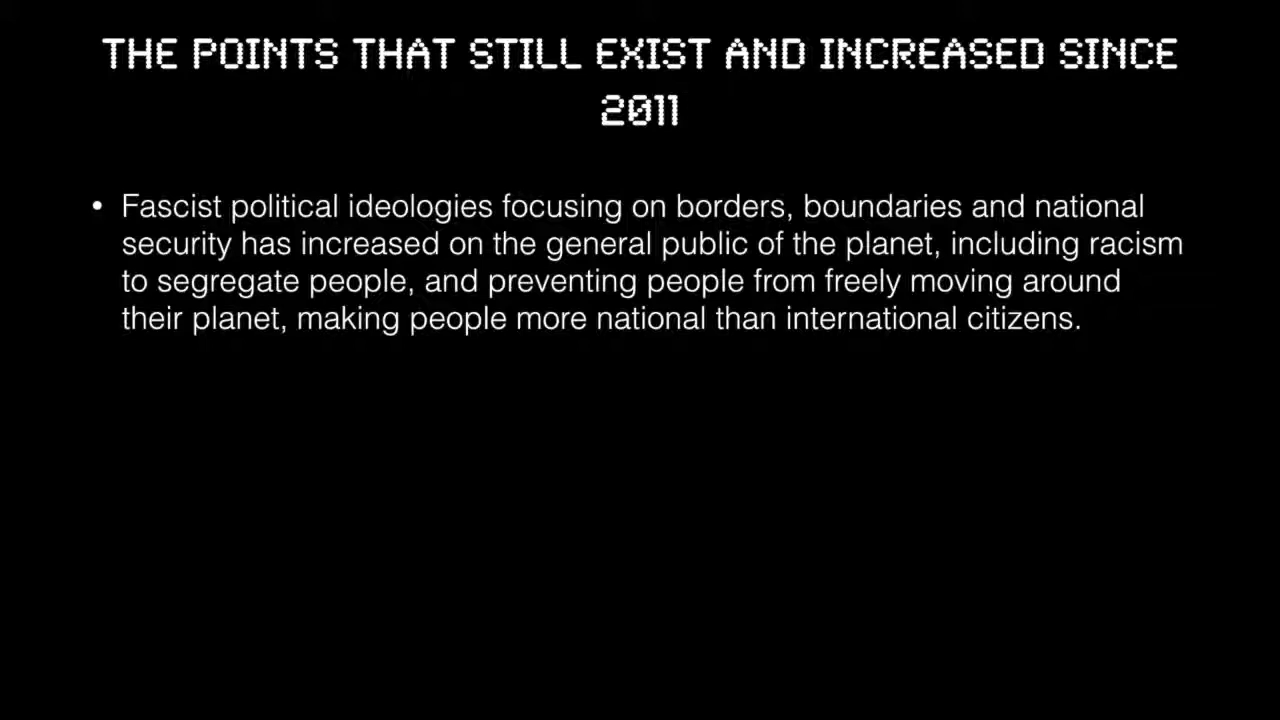 THE POINTS THAT STILL EXIST AND INCREASED SINCE
2011
• Fascist political ideologies focusing on borders, boundaries and national
security has increased on the general public of the planet, including racism
to segregate people, and preventing people from freely moving around
their planet, making people more national than international citizens.